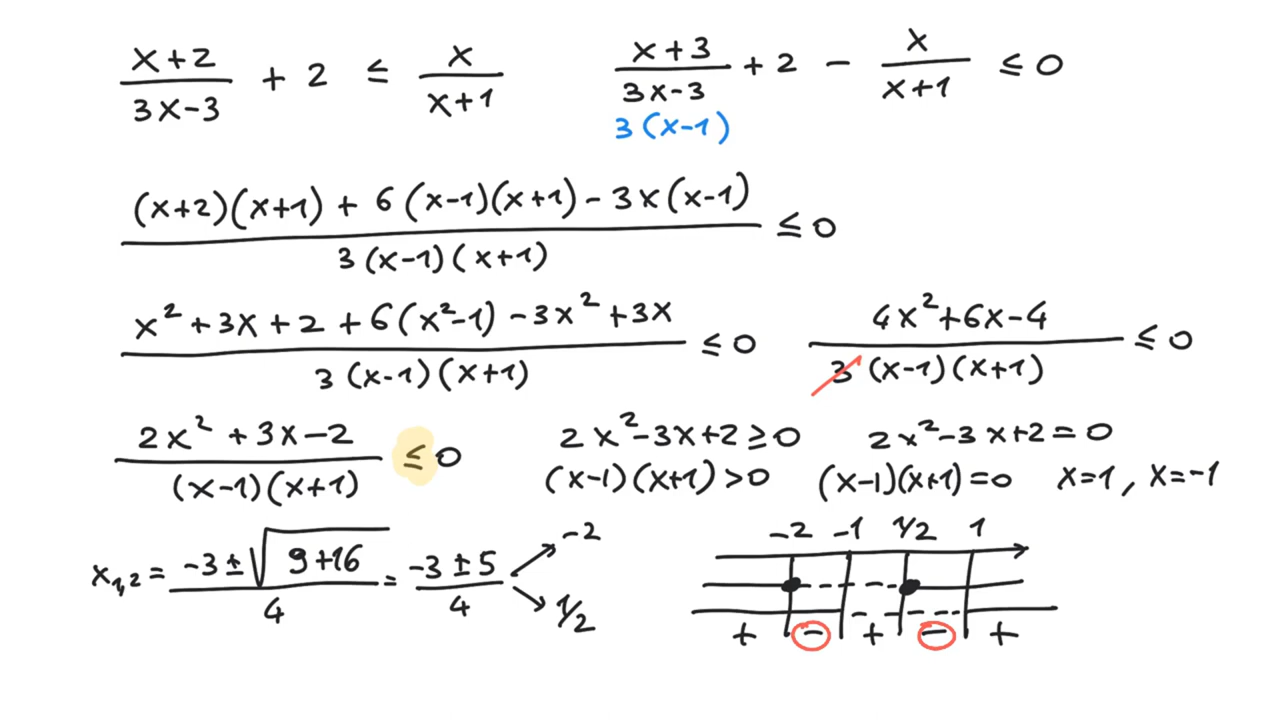 (x+2)/(3x-3) + 2 ≤ x/(x+1)    (x+3)/(3x-3) + 2 - x/(x+1) ≤ 0
3(x-1)
((x+2)(x+1) + 6(x-1)(x+1) - 3x(x-1))/(3(x-1)(x+1)) ≤ 0
(x² + 3x + 2 + 6(x²-1) - 3x² + 3x)/(3(x-1)(x+1)) ≤ 0    (4x²+6x-4)/(3(x-1)(x+1)) ≤ 0
(2x² + 3x - 2)/((x-1)(x+1)) ≤ 0    2x²-3x+2 ≥ 0    2x²-3x+2 = 0
(x-1)(x+1) > 0    (x-1)(x+1) = 0    x=1, x=-1
x₁,₂ = (-3 ± √(9+16))/4 = (-3 ± 5)/4    -2    1/2
-2 -1 1/2 1
+ - + - +